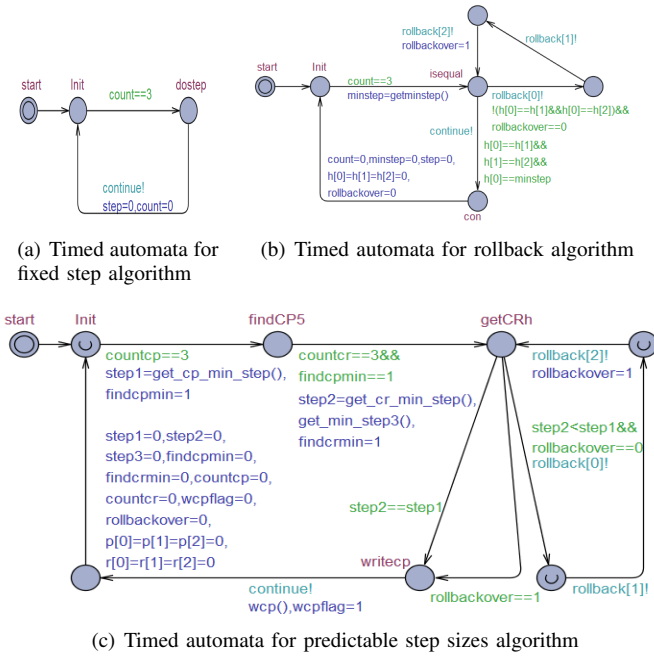 start
Init
dostep
count==3
continue!
step=0,count=0
(a) Timed automata for
fixed step algorithm
rollback[2]!
rollbackover=1
rollback[1]!
start
Init
isequal
count==3
minstep=getminstep()
rollback[0]!
!(h[0]==h[1]&&h[0]==h[2])&&
rollbackover==0
continue!
h[0]==h[1]&&
h[1]==h[2]&&
h[0]==minstep
count=0,minstep=0,step=0,
h[0]=h[1]=h[2]=0,
rollbackover=0
con
(b) Timed automata for rollback algorithm
start
Init
findCP5
getCRh
countcp==3
step1=get_cp_min_step(),
findcpmin=1
countcr==3&&
findcpmin==1
step2=get_cr_min_step(),
get_min_step3(),
findcrmin=1
rollback[2]!
rollbackover=1
step2<step1&&
rollbackover==0
rollback[0]!
step1=0,step2=0,
step3=0,findcpmin=0,
findcrmin=0,countcp=0,
countcr=0,wcpflag=0,
rollbackover=0,
p[0]=p[1]=p[2]=0,
r[0]=r[1]=r[2]=0
step2==step1
writecp
continue!
wcp(),wcpflag=1
rollbackover==1
rollback[1]!
(c) Timed automata for predictable step sizes algorithm